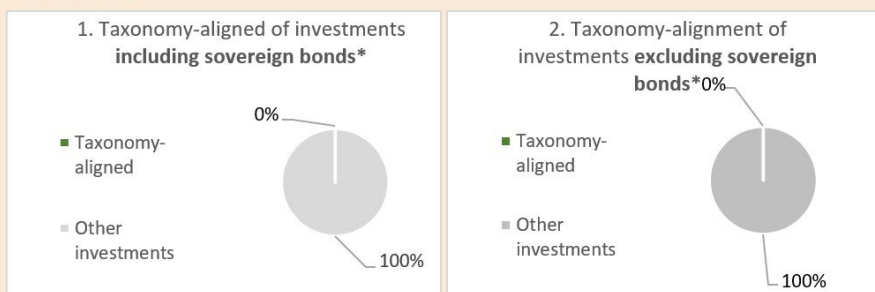 1. Taxonomy-aligned of investments
including sovereign bonds*
0%
Taxonomy-
aligned
Other
investments
100%
2. Taxonomy-alignment of
investments excluding sovereign
bonds*
0%
Taxonomy-
aligned
Other
investments
100%